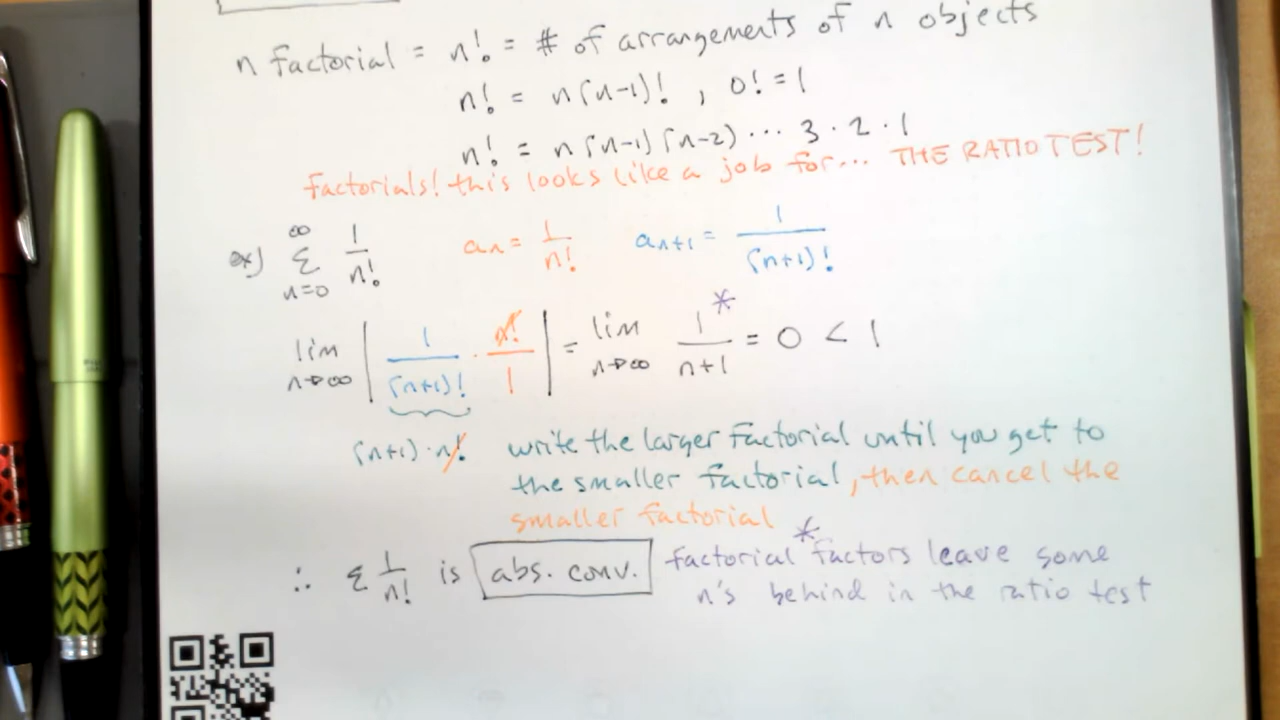 n factorial = n! = # of arrangements of n objects
n! = n(n-1)! , 0! = 1
n! = n(n-1)(n-2) ··· 3 · 2 · 1
factorials! this looks like a job for... THE RATIO TEST!
ex) ∞ Σ n=0 1/n! aₙ = 1/n! aₙ₊₁ = 1/(n+1)!
lim n→∞ | 1/(n+1)! · n!/1 | = lim n→∞ 1*/n+1 = 0 < 1
(n+1)·n! write the larger factorial until you get to
the smaller factorial, then cancel the
smaller factorial
∴ Σ 1/n! is abs. conv. * factorial factors leave some
n's behind in the ratio test